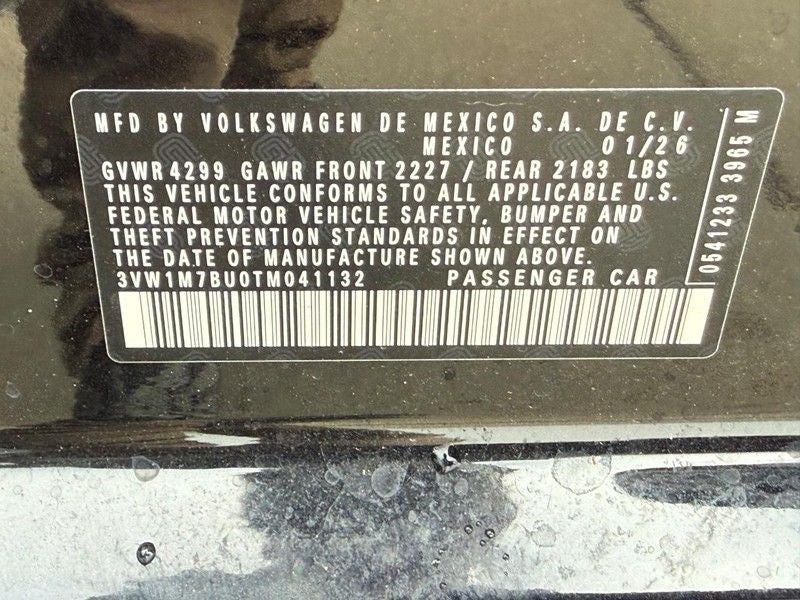 MFD BY VOLKSWAGEN DE MEXICO S.A. DE C.V.
MEXICO 01/26
GVWR 4299 GAWR FRONT 2227 / REAR 2183 LBS
THIS VEHICLE CONFORMS TO ALL APPLICABLE U.S.
FEDERAL MOTOR VEHICLE SAFETY, BUMPER AND
THEFT PREVENTION STANDARDS IN EFFECT ON
THE DATE OF MANUFACTURE SHOWN ABOVE.
3VW1M7BU0TM041132 PASSENGER CAR
0541233 3965 M